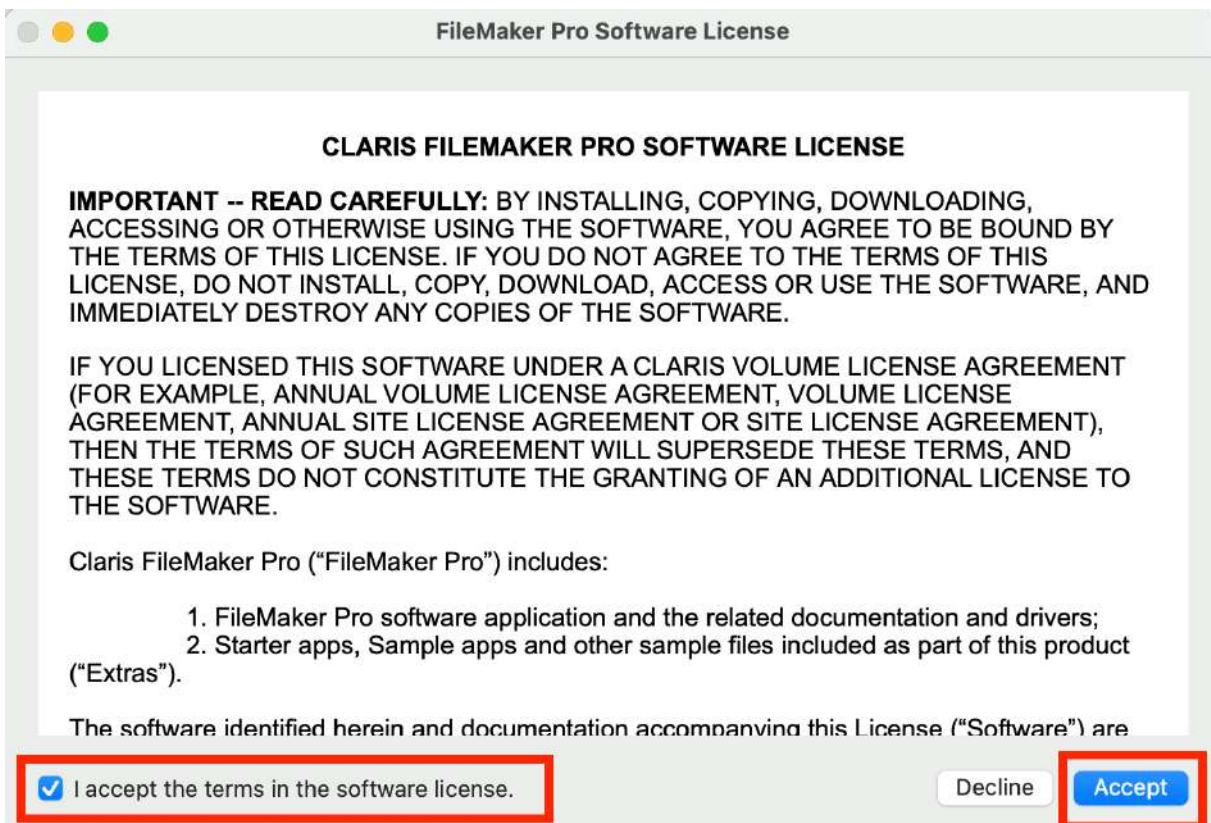 FileMaker Pro Software License
CLARIS FILEMAKER PRO SOFTWARE LICENSE
IMPORTANT -- READ CAREFULLY: BY INSTALLING, COPYING, DOWNLOADING,
ACCESSING OR OTHERWISE USING THE SOFTWARE, YOU AGREE TO BE BOUND BY
THE TERMS OF THIS LICENSE. IF YOU DO NOT AGREE TO THE TERMS OF THIS
LICENSE, DO NOT INSTALL, COPY, DOWNLOAD, ACCESS OR USE THE SOFTWARE, AND
IMMEDIATELY DESTROY ANY COPIES OF THE SOFTWARE.
IF YOU LICENSED THIS SOFTWARE UNDER A CLARIS VOLUME LICENSE AGREEMENT
(FOR EXAMPLE, ANNUAL VOLUME LICENSE AGREEMENT, VOLUME LICENSE
AGREEMENT, ANNUAL SITE LICENSE AGREEMENT OR SITE LICENSE AGREEMENT),
THEN THE TERMS OF SUCH AGREEMENT WILL SUPERSEDE THESE TERMS, AND
THESE TERMS DO NOT CONSTITUTE THE GRANTING OF AN ADDITIONAL LICENSE TO
THE SOFTWARE.
Claris FileMaker Pro (“FileMaker Pro”) includes:
1. FileMaker Pro software application and the related documentation and drivers;
2. Starter apps, Sample apps and other sample files included as part of this product
(“Extras”).
The software identified herein and documentation accompanying this License (“Software”) are
I accept the terms in the software license.
Decline
Accept